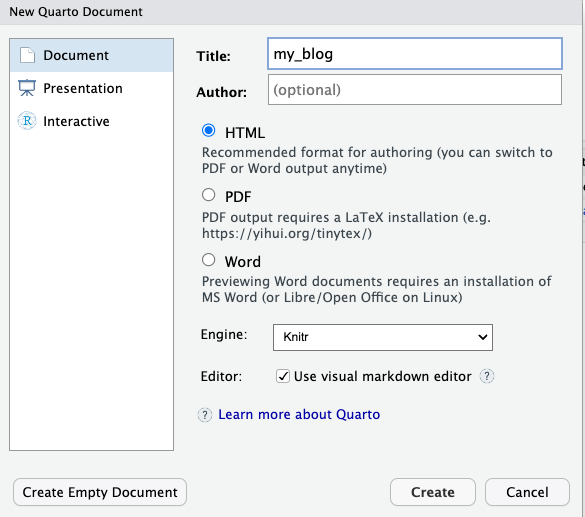 New Quarto Document
Document
Presentation
Interactive
Title:
my_blog
Author:
(optional)
HTML
Recommended format for authoring (you can switch to
PDF or Word output anytime)
PDF
PDF output requires a LaTeX installation (e.g.
https://yihui.org/tinytex/)
Word
Previewing Word documents requires an installation of
MS Word (or Libre/Open Office on Linux)
Engine:
Knitr
Editor:
Use visual markdown editor ?
? Learn more about Quarto
Create Empty Document
Create
Cancel